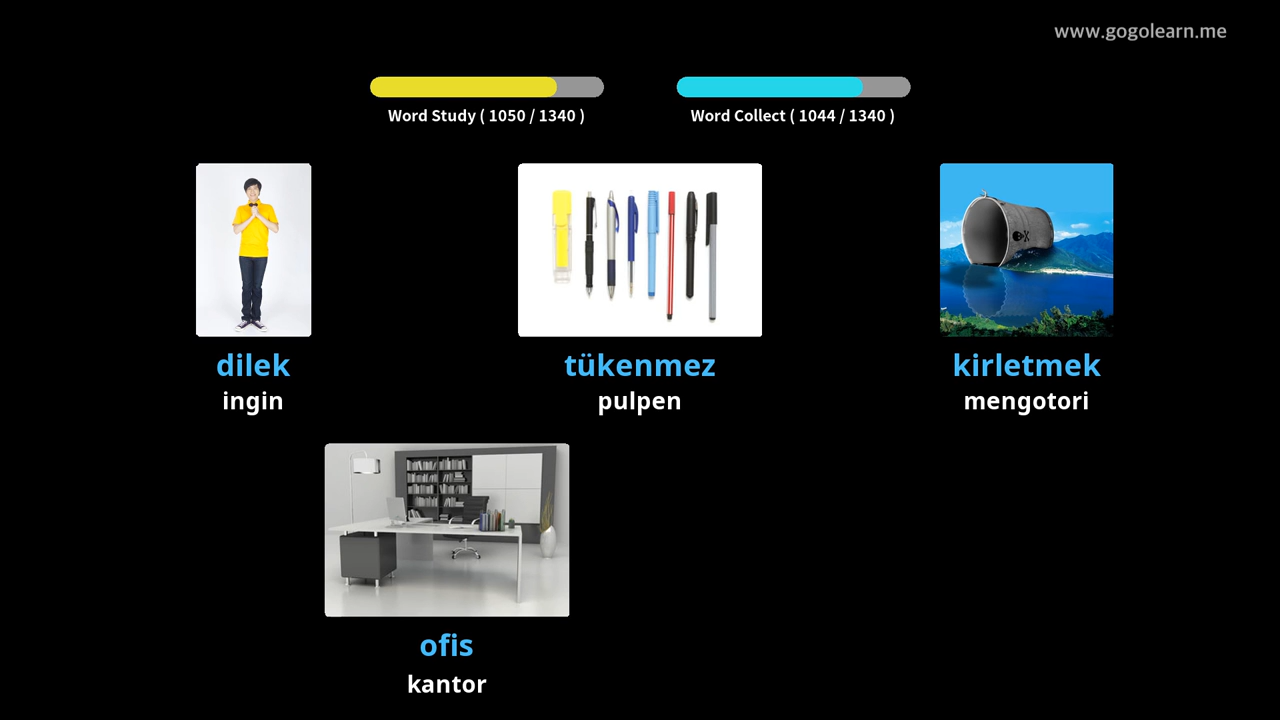 www.gogolearn.me
Word Study ( 1050 / 1340 )
Word Collect ( 1044 / 1340 )
dilek
ingin
tükenmez
pulpen
kirletmek
mengotori
ofis
kantor